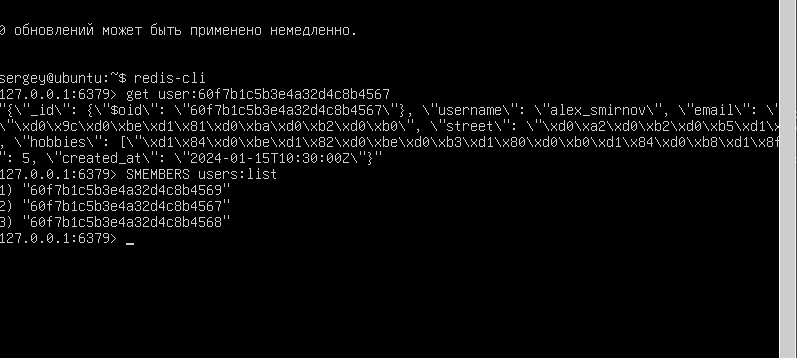 0 обновлений может быть применено немедленно.
sergey@ubuntu:~$ redis-cli
127.0.0.1:6379> get user:60f7b1c5b3e4a32d4c8b4567
"{\"_id\": {\"$oid\": \"60f7b1c5b3e4a32d4c8b4567\"}, \"username\": \"alex_smirnov\", \"email\": \"
\"\xd0\x9c\xd0\xbe\xd1\x81\xd0\xba\xd0\xb2\xd0\xb0\", \"street\": \"\xd0\xa2\xd0\xb2\xd0\xb5\xd1\x
, \"hobbies\": [\"\xd1\x84\xd0\xbe\xd1\x82\xd0\xbe\xd0\xb3\xd1\x80\xd0\xb0\xd1\x84\xd0\xb8\xd1\x8f
": 5, \"created_at\": \"2024-01-15T10:30:00Z\"}"
127.0.0.1:6379> SMEMBERS users:list
1) "60f7b1c5b3e4a32d4c8b4569"
2) "60f7b1c5b3e4a32d4c8b4567"
3) "60f7b1c5b3e4a32d4c8b4568"
127.0.0.1:6379> _